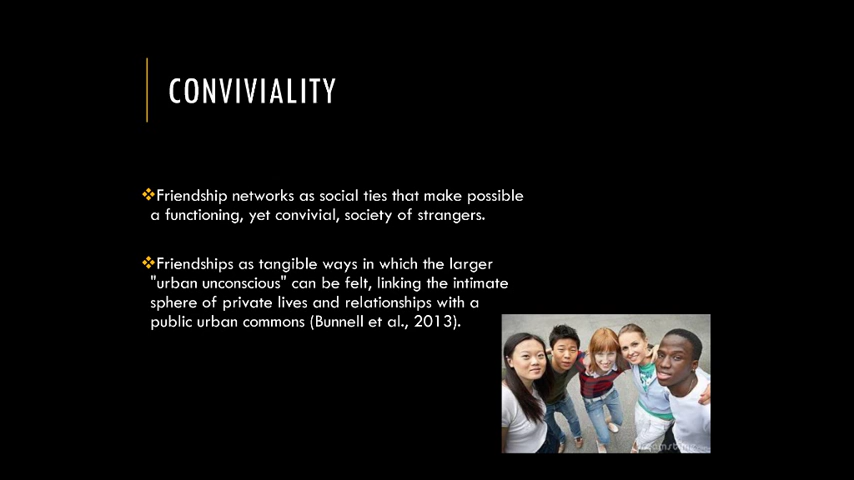 CONVIVIALITY
Friendship networks as social ties that make possible
a functioning, yet convivial, society of strangers.
Friendships as tangible ways in which the larger
"urban unconscious" can be felt, linking the intimate
sphere of private lives and relationships with a
public urban commons (Bunnell et al., 2013).